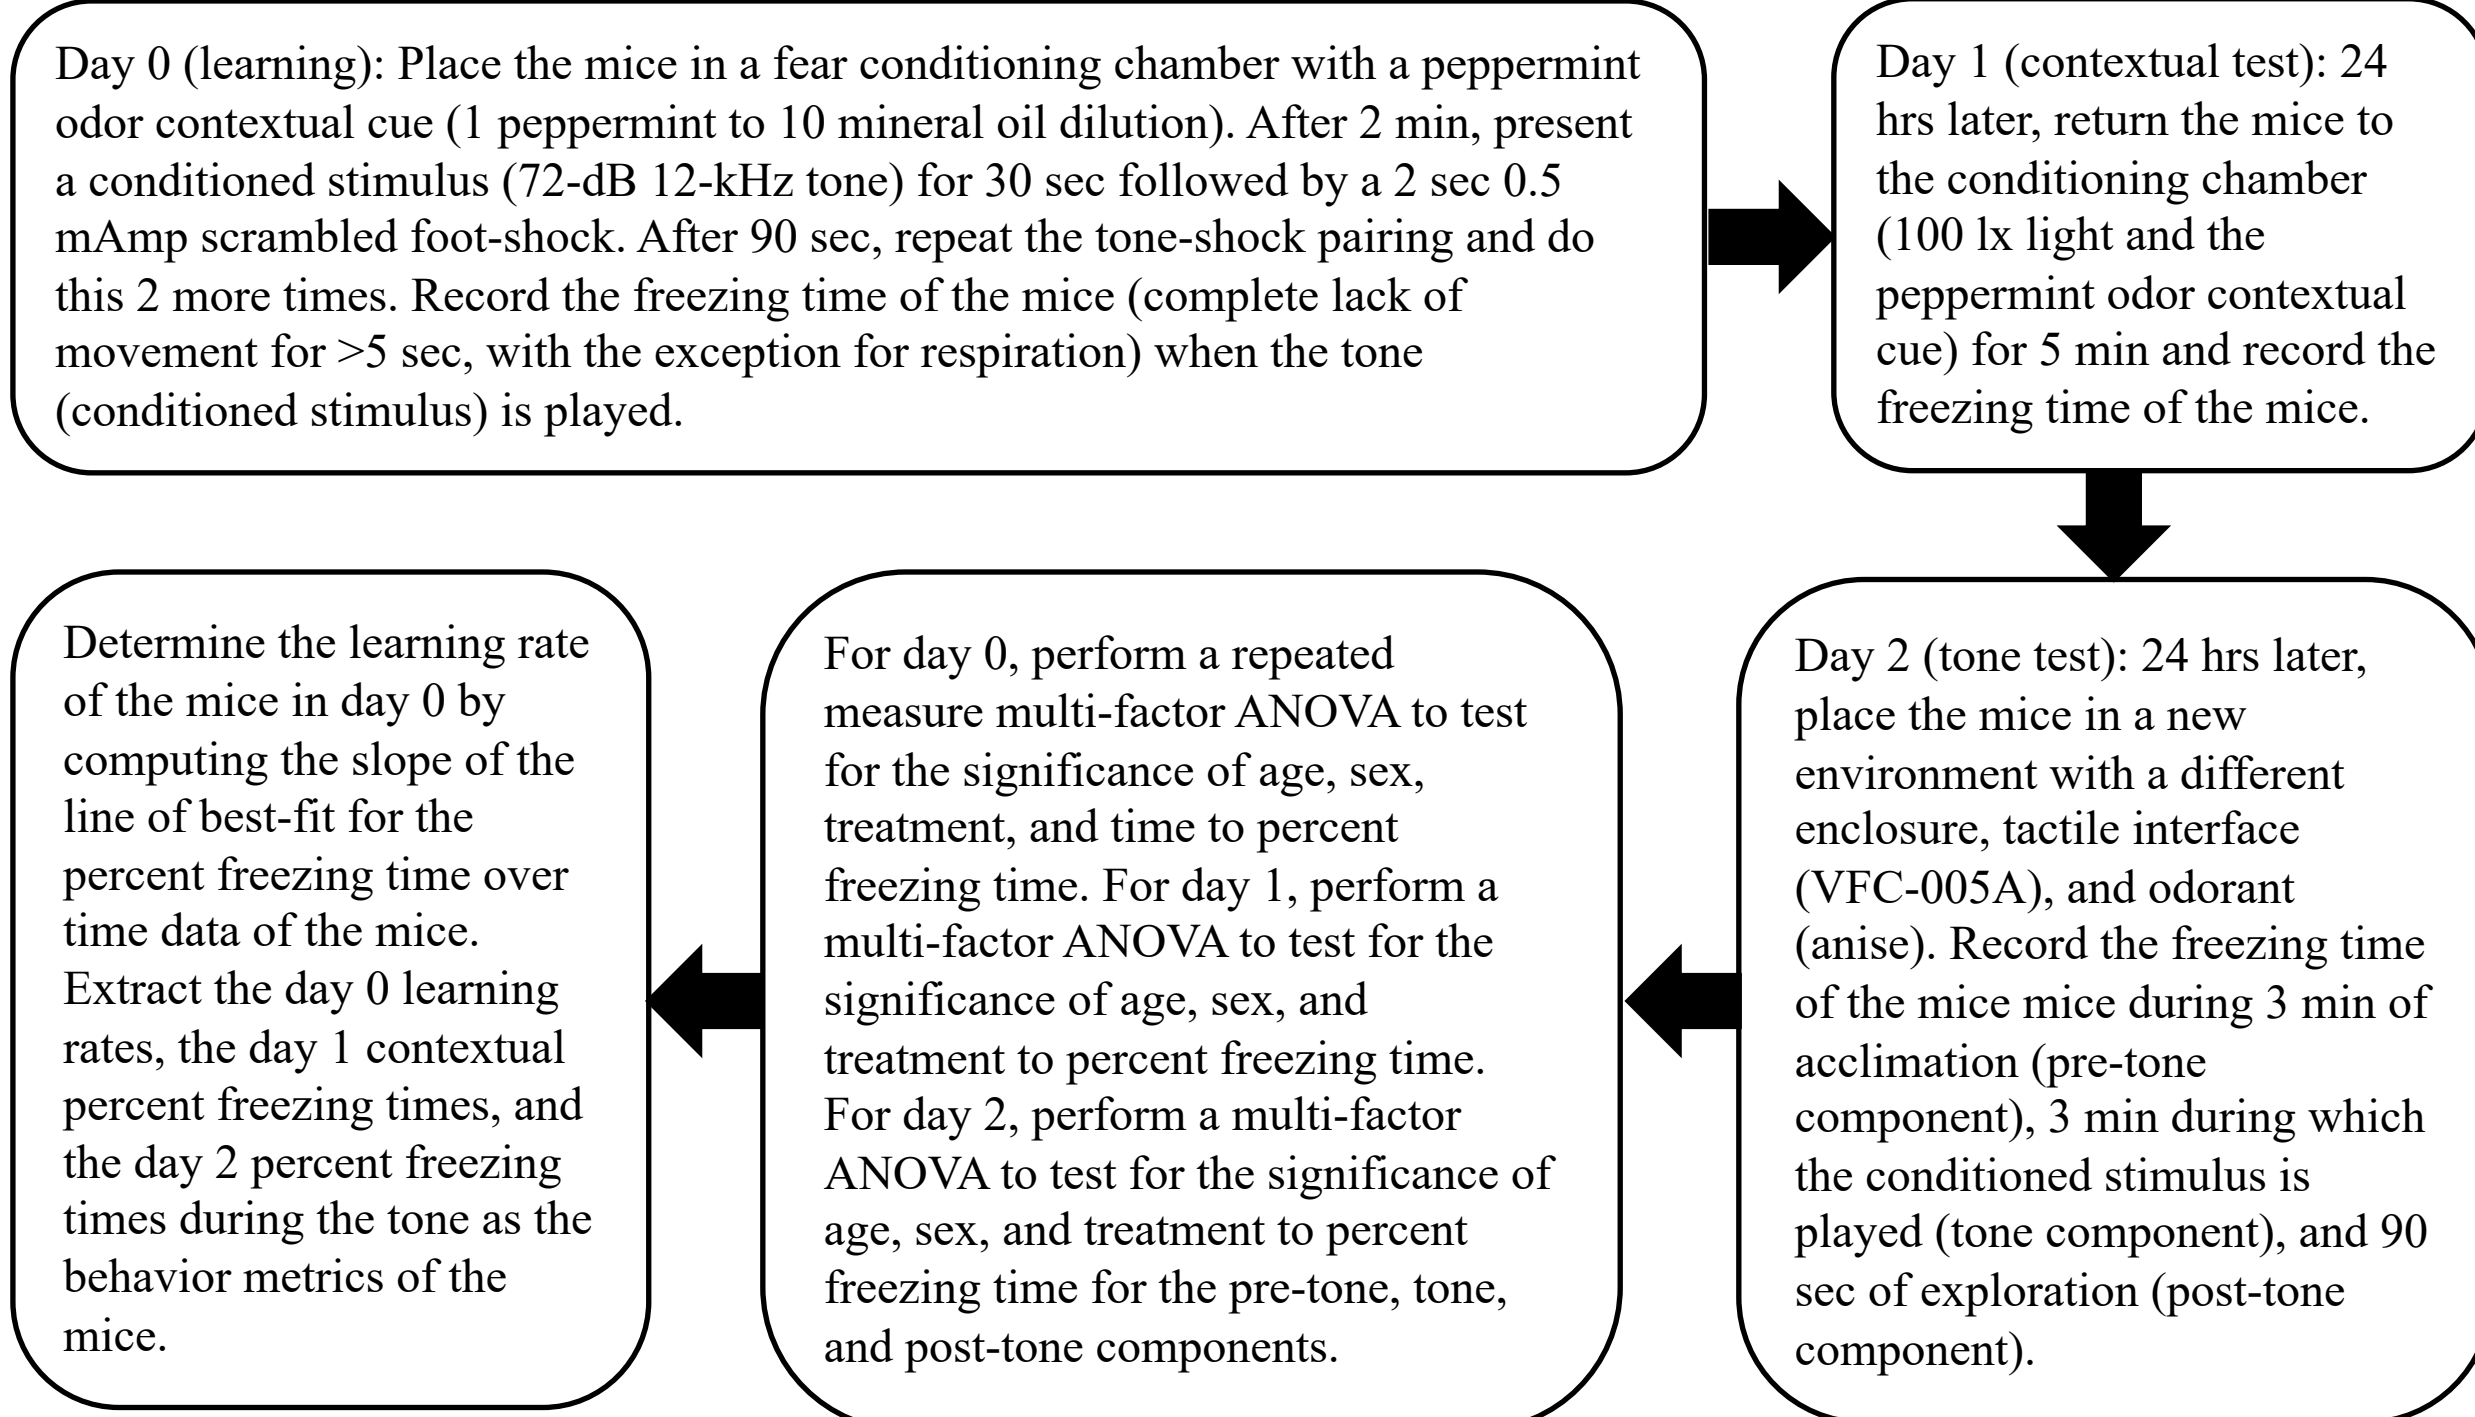 Day 0 (learning): Place the mice in a fear conditioning chamber with a peppermint
odor contextual cue (1 peppermint to 10 mineral oil dilution). After 2 min, present
a conditioned stimulus (72-dB 12-kHz tone) for 30 sec followed by a 2 sec 0.5
mAmp scrambled foot-shock. After 90 sec, repeat the tone-shock pairing and do
this 2 more times. Record the freezing time of the mice (complete lack of
movement for >5 sec, with the exception for respiration) when the tone
(conditioned stimulus) is played.
Day 1 (contextual test): 24
hrs later, return the mice to
the conditioning chamber
(100 lx light and the
peppermint odor contextual
cue) for 5 min and record the
freezing time of the mice.
Day 2 (tone test): 24 hrs later,
place the mice in a new
environment with a different
enclosure, tactile interface
(VFC-005A), and odorant
(anise). Record the freezing time
of the mice mice during 3 min of
acclimation (pre-tone
component), 3 min during which
the conditioned stimulus is
played (tone component), and 90
sec of exploration (post-tone
component).
For day 0, perform a repeated
measure multi-factor ANOVA to test
for the significance of age, sex,
treatment, and time to percent
freezing time. For day 1, perform a
multi-factor ANOVA to test for the
significance of age, sex, and
treatment to percent freezing time.
For day 2, perform a multi-factor
ANOVA to test for the significance of
age, sex, and treatment to percent
freezing time for the pre-tone, tone,
and post-tone components.
Determine the learning rate
of the mice in day 0 by
computing the slope of the
line of best-fit for the
percent freezing time over
time data of the mice.
Extract the day 0 learning
rates, the day 1 contextual
percent freezing times, and
the day 2 percent freezing
times during the tone as the
behavior metrics of the
mice.